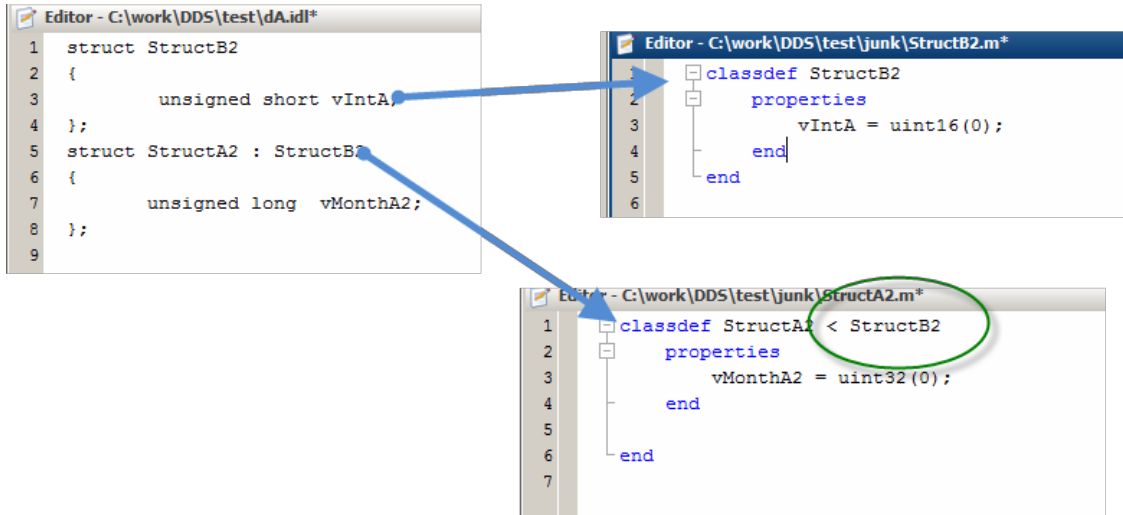 Editor - C:\work\DDS\test\dA.idl*
1 struct StructB2
2 {
3 unsigned short vIntA;
4 };
5 struct StructA2 : StructB2
6 {
7 unsigned long vMonthA2;
8 };
9
Editor - C:\work\DDS\test\junk\StructB2.m*
1 classdef StructB2
2 properties
3 vIntA = uint16(0);
4 end
5 end
6
Editor - C:\work\DDS\test\junk\StructA2.m*
1 classdef StructA2 < StructB2
2 properties
3 vMonthA2 = uint32(0);
4 end
5
6 end
7